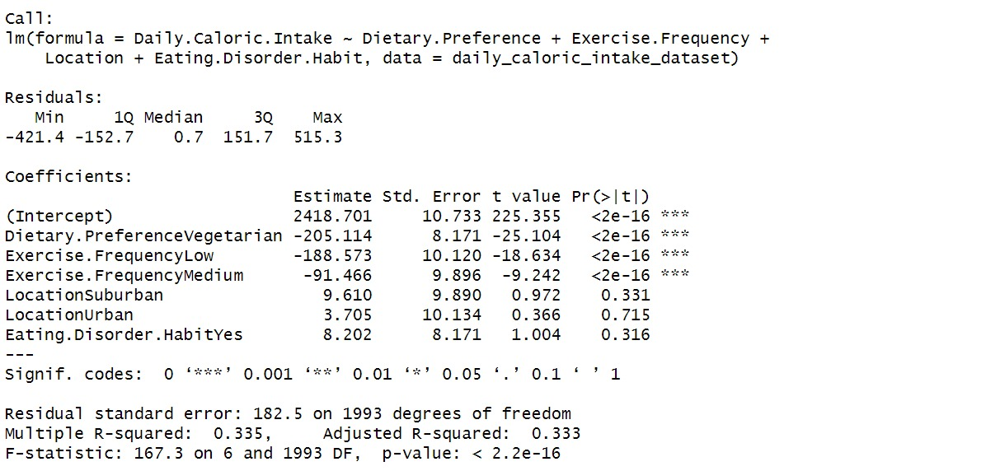 Call:
lm(formula = Daily.Caloric.Intake ~ Dietary.Preference + Exercise.Frequency +
    Location + Eating.Disorder.Habit, data = daily_caloric_intake_dataset)

Residuals:
   Min     1Q Median     3Q    Max
-421.4 -152.7    0.7  151.7  515.3

Coefficients:
                             Estimate Std. Error t value Pr(>|t|)
(Intercept)                  2418.701     10.733 225.355   <2e-16 ***
Dietary.PreferenceVegetarian -205.114      8.171 -25.104   <2e-16 ***
Exercise.FrequencyLow        -188.573     10.120 -18.634   <2e-16 ***
Exercise.FrequencyMedium      -91.466      9.896  -9.242   <2e-16 ***
LocationSuburban                9.610      9.890   0.972    0.331
LocationUrban                   3.705     10.134   0.366    0.715
Eating.Disorder.HabitYes        8.202      8.171   1.004    0.316
---
Signif. codes:  0 ‘***’ 0.001 ‘**’ 0.01 ‘*’ 0.05 ‘.’ 0.1 ‘ ’ 1

Residual standard error: 182.5 on 1993 degrees of freedom
Multiple R-squared:  0.335,	Adjusted R-squared:  0.333
F-statistic: 167.3 on 6 and 1993 DF,  p-value: < 2.2e-16